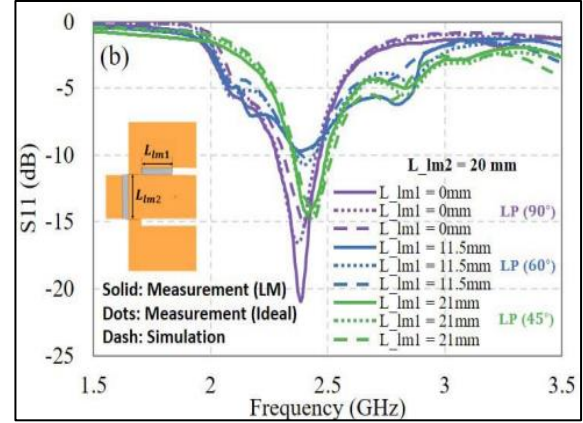 0
(b)
-5
-10
-15
-20
-25
S11 (dB)
L_lm1
L_lm2
Solid: Measurement (LM)
Dots: Measurement (Ideal)
Dash: Simulation
L_lm2 = 20 mm
L_lm1 = 0mm
L_lm1 = 0mm LP (90°)
L_lm1 = 0mm
L_lm1 = 11.5mm
L_lm1 = 11.5mm LP (60°)
L_lm1 = 11.5mm
L_lm1 = 21mm
L_lm1 = 21mm LP (45°)
L_lm1 = 21mm
1.5 2 2.5 3 3.5
Frequency (GHz)